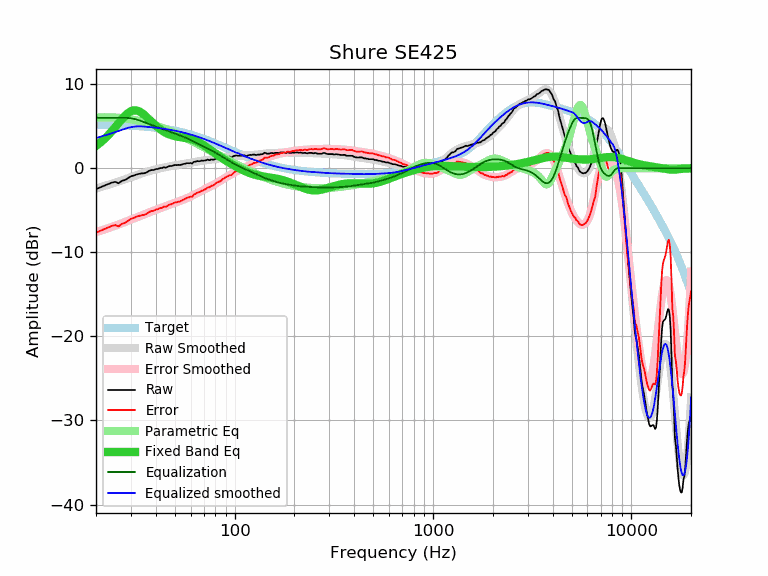 Shure SE425
10
0
−10
−20
−30
−40
Amplitude (dBr)
Target
Raw Smoothed
Error Smoothed
Raw
Error
Parametric Eq
Fixed Band Eq
Equalization
Equalized smoothed
100
1000
10000
Frequency (Hz)